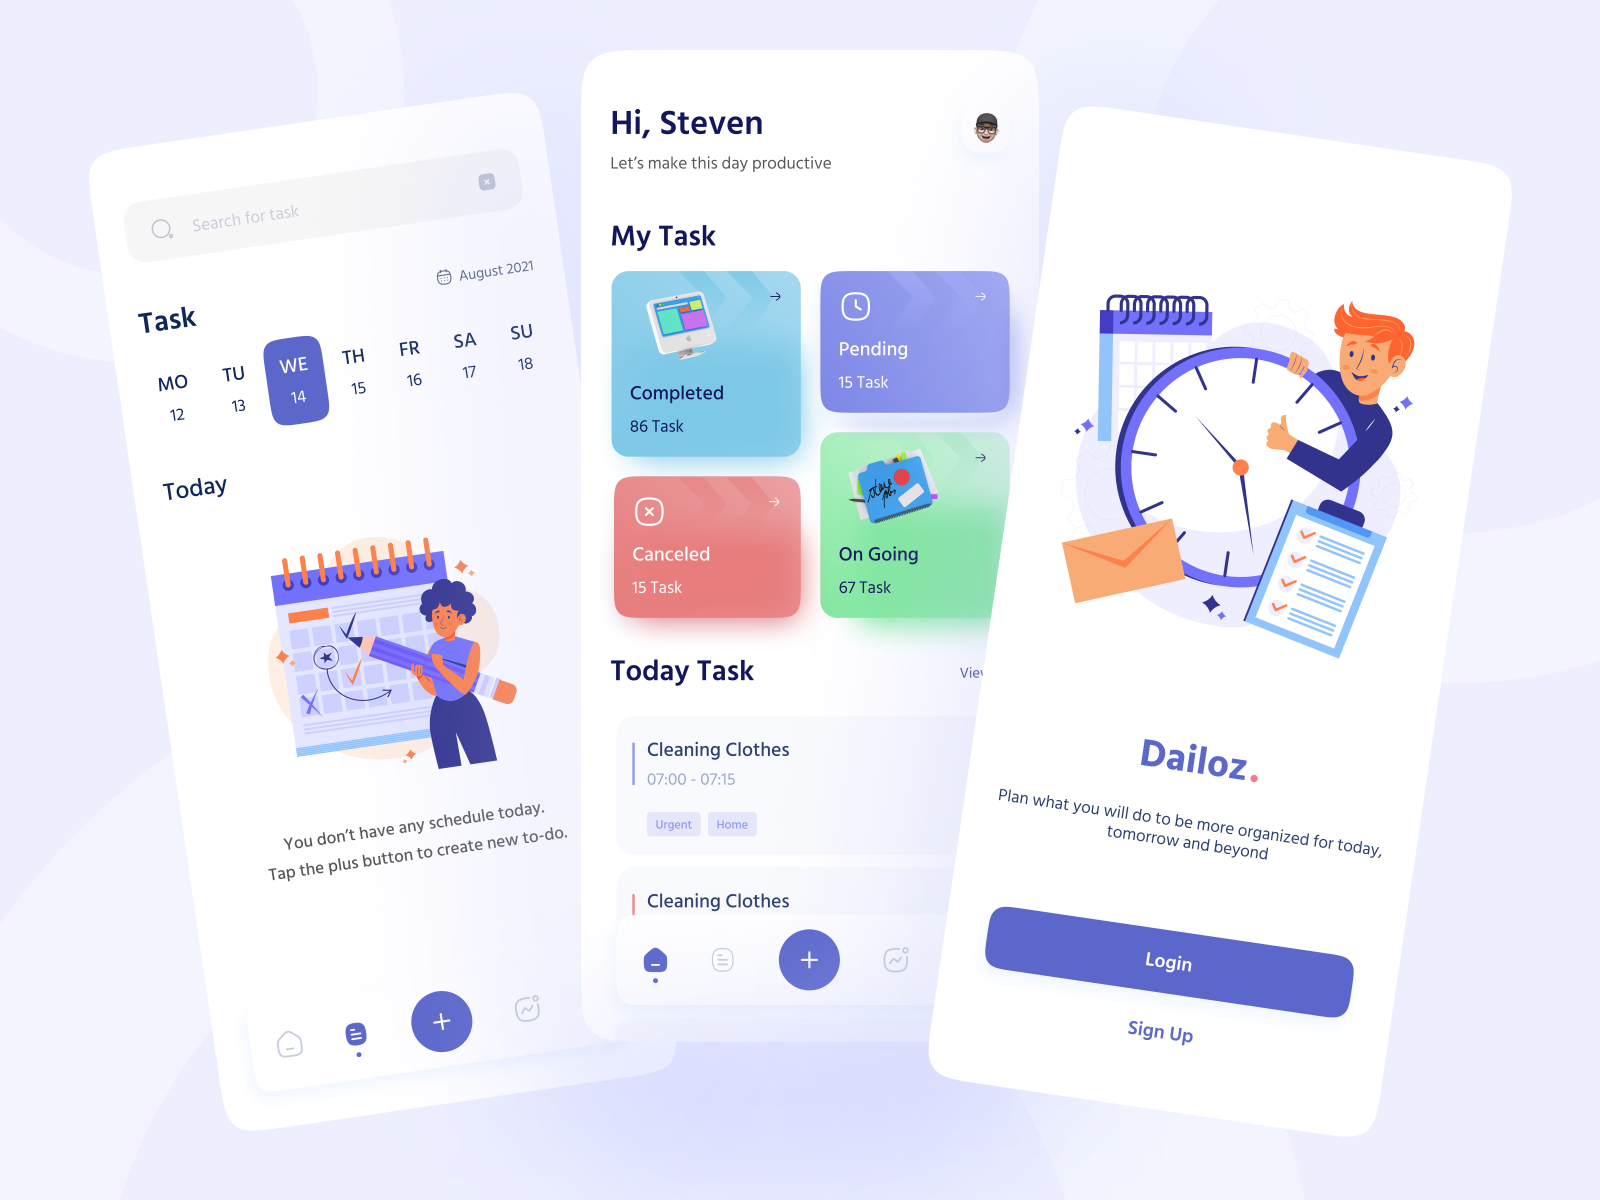 Search for task
August 2021
Task
MO TU WE TH FR SA SU
12 13 14 15 16 17 18
Today
You don't have any schedule today.
Tap the plus button to create new to-do.
Hi, Steven
Let's make this day productive
My Task
Completed
86 Task
Pending
15 Task
Canceled
15 Task
On Going
67 Task
Today Task
Cleaning Clothes
07:00 - 07:15
Urgent Home
Cleaning Clothes
Dailoz.
Plan what you will do to be more organized for today,
tomorrow and beyond
Login
Sign Up